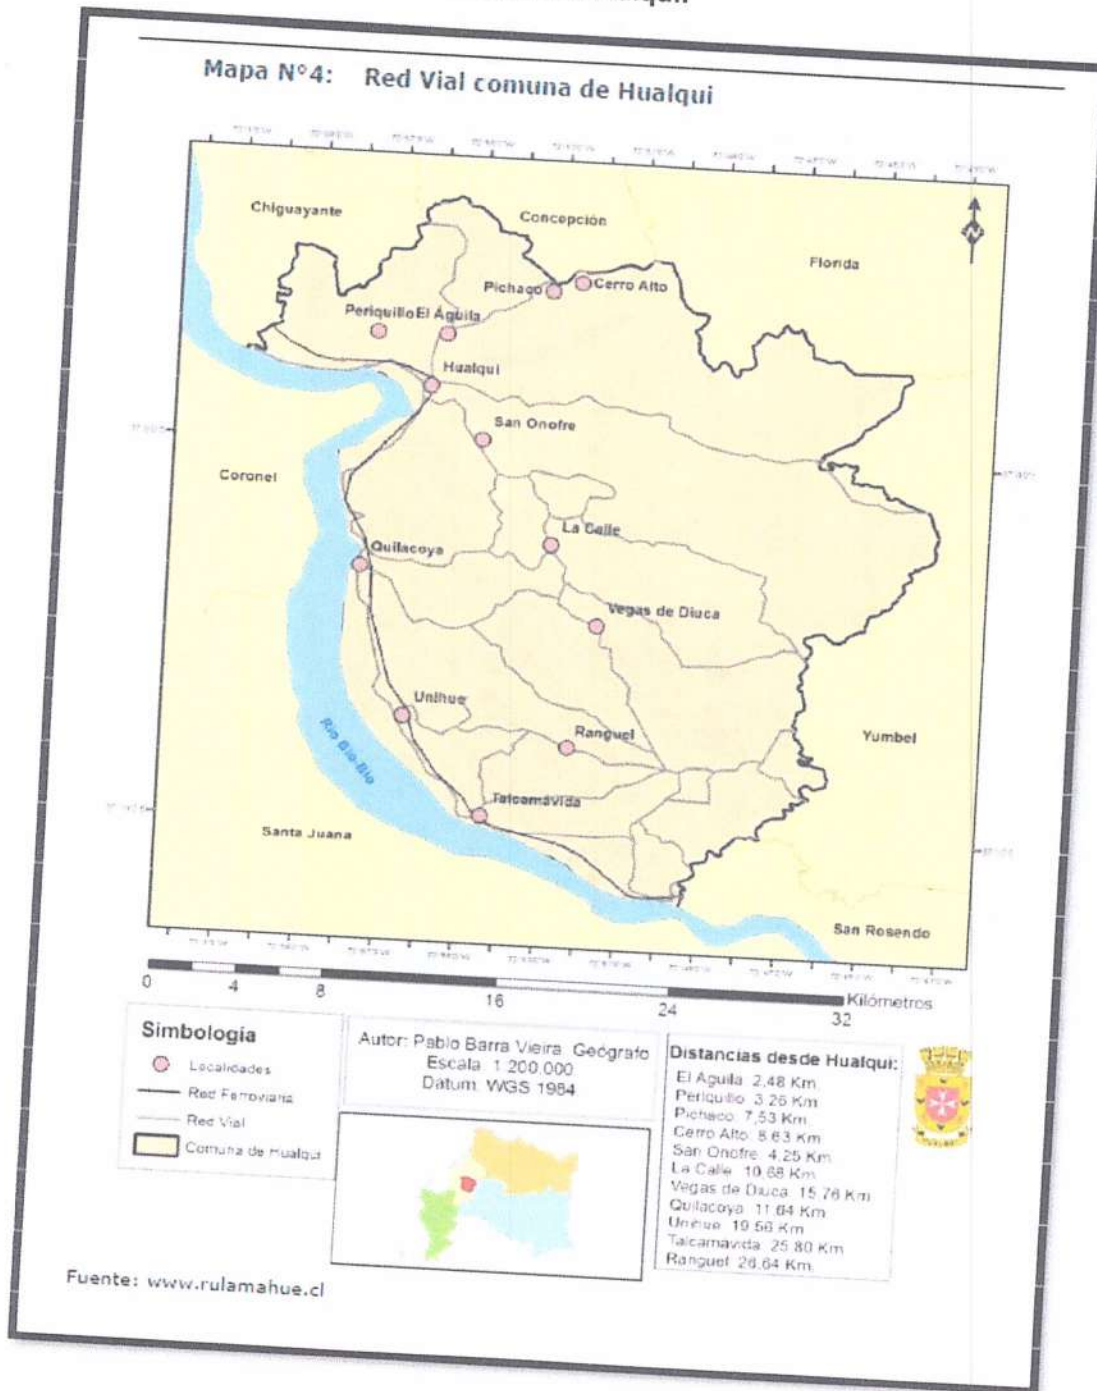 Mapa N°4: Red Vial comuna de Hualqui
Chiguayante
Concepción
Florida
Pichaco
Cerro Alto
Periquillo
El Águila
Hualqui
San Onofre
Coronel
La Calle
Quilacoya
Vegas de Diuca
Unihue
Ranguel
Yumbel
Río Bío-Bío
Talcamávida
Santa Juana
San Rosendo
0 4 8 16 24 32 Kilómetros
Simbología
Localidades
Red Ferroviaria
Red Vial
Comuna de Hualqui
Autor: Pablo Barra Vieira. Geógrafo
Escala: 1:200.000
Datum: WGS 1984
Distancias desde Hualqui:
El Aguila: 2,48 Km
Periquillo: 3,26 Km
Pichaco: 7,53 Km
Cerro Alto: 8,63 Km
San Onofre: 4,25 Km
La Calle: 10,68 Km
Vegas de Diuca: 15,76 Km
Quilacoya: 11,64 Km
Unihue: 19,56 Km
Talcamavida: 25,80 Km
Ranguel: 26,64 Km
Fuente: www.rulamahue.cl